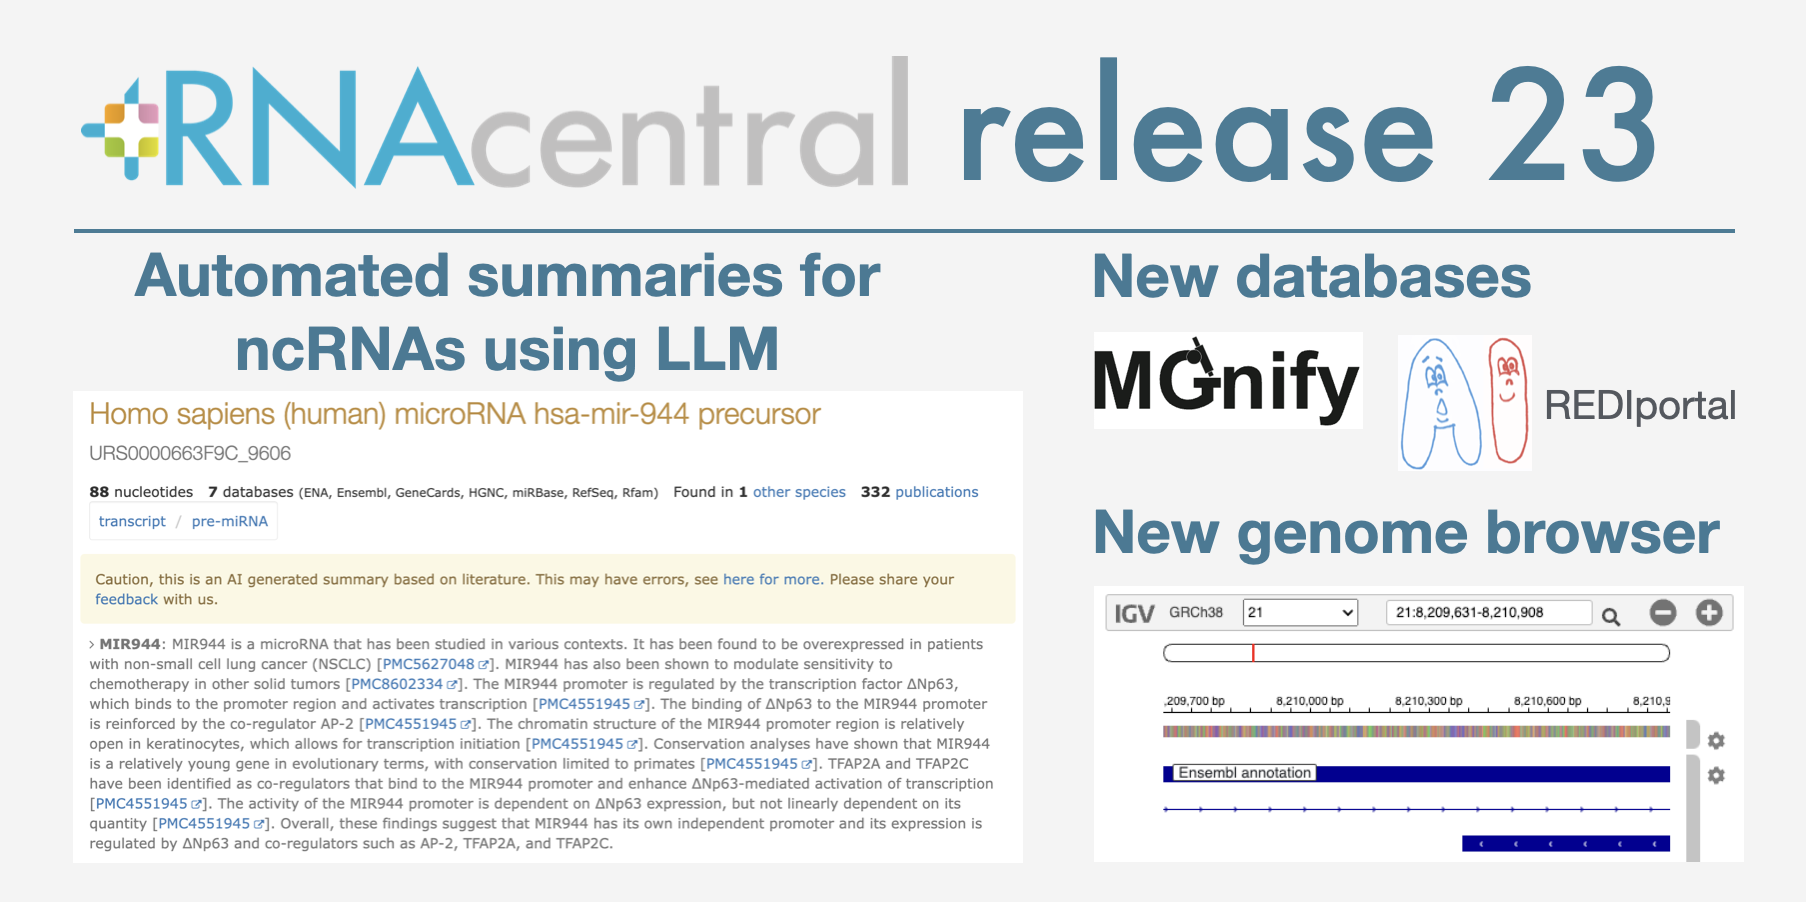 RNAcentral release 23
Automated summaries for
ncRNAs using LLM
Homo sapiens (human) microRNA hsa-mir-944 precursor
URS0000663F9C_9606
88 nucleotides 7 databases (ENA, Ensembl, GeneCards, HGNC, miRBase, RefSeq, Rfam) Found in 1 other species 332 publications
transcript / pre-miRNA
Caution, this is an AI generated summary based on literature. This may have errors, see here for more. Please share your
feedback with us.
› MIR944: MIR944 is a microRNA that has been studied in various contexts. It has been found to be overexpressed in patients
with non-small cell lung cancer (NSCLC) [PMC5627048]. MIR944 has also been shown to modulate sensitivity to
chemotherapy in other solid tumors [PMC8602334]. The MIR944 promoter is regulated by the transcription factor ΔNp63,
which binds to the promoter region and activates transcription [PMC4551945]. The binding of ΔNp63 to the MIR944 promoter
is reinforced by the co-regulator AP-2 [PMC4551945]. The chromatin structure of the MIR944 promoter region is relatively
open in keratinocytes, which allows for transcription initiation [PMC4551945]. Conservation analyses have shown that MIR944
is a relatively young gene in evolutionary terms, with conservation limited to primates [PMC4551945]. TFAP2A and TFAP2C
have been identified as co-regulators that bind to the MIR944 promoter and enhance ΔNp63-mediated activation of transcription
[PMC4551945]. The activity of the MIR944 promoter is dependent on ΔNp63 expression, but not linearly dependent on its
quantity [PMC4551945]. Overall, these findings suggest that MIR944 has its own independent promoter and its expression is
regulated by ΔNp63 and co-regulators such as AP-2, TFAP2A, and TFAP2C.
New databases
MGnify
AI
REDIportal
New genome browser
IGV GRCh38 21 21:8,209,631-8,210,908
,209,700 bp 8,210,000 bp 8,210,300 bp 8,210,600 bp 8,210,9
Ensembl annotation